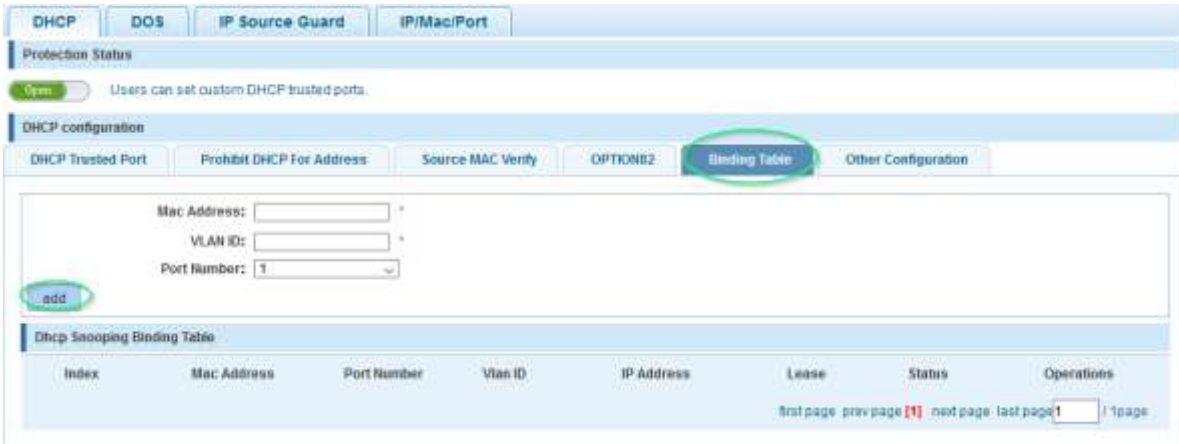 DHCP DOS IP Source Guard IP/Mac/Port
Protection Status
Open Users can set custom DHCP trusted ports.
DHCP configuration
DHCP Trusted Port Prohibit DHCP For Address Source MAC Verify OPTION82 Binding Table Other Configuration
Mac Address: *
VLAN ID: *
Port Number: 1
add
Dhcp Snooping Binding Table
Index Mac Address Port Number Vlan ID IP Address Lease Status Operations
first page prev page [1] next page last page 1 / 1page